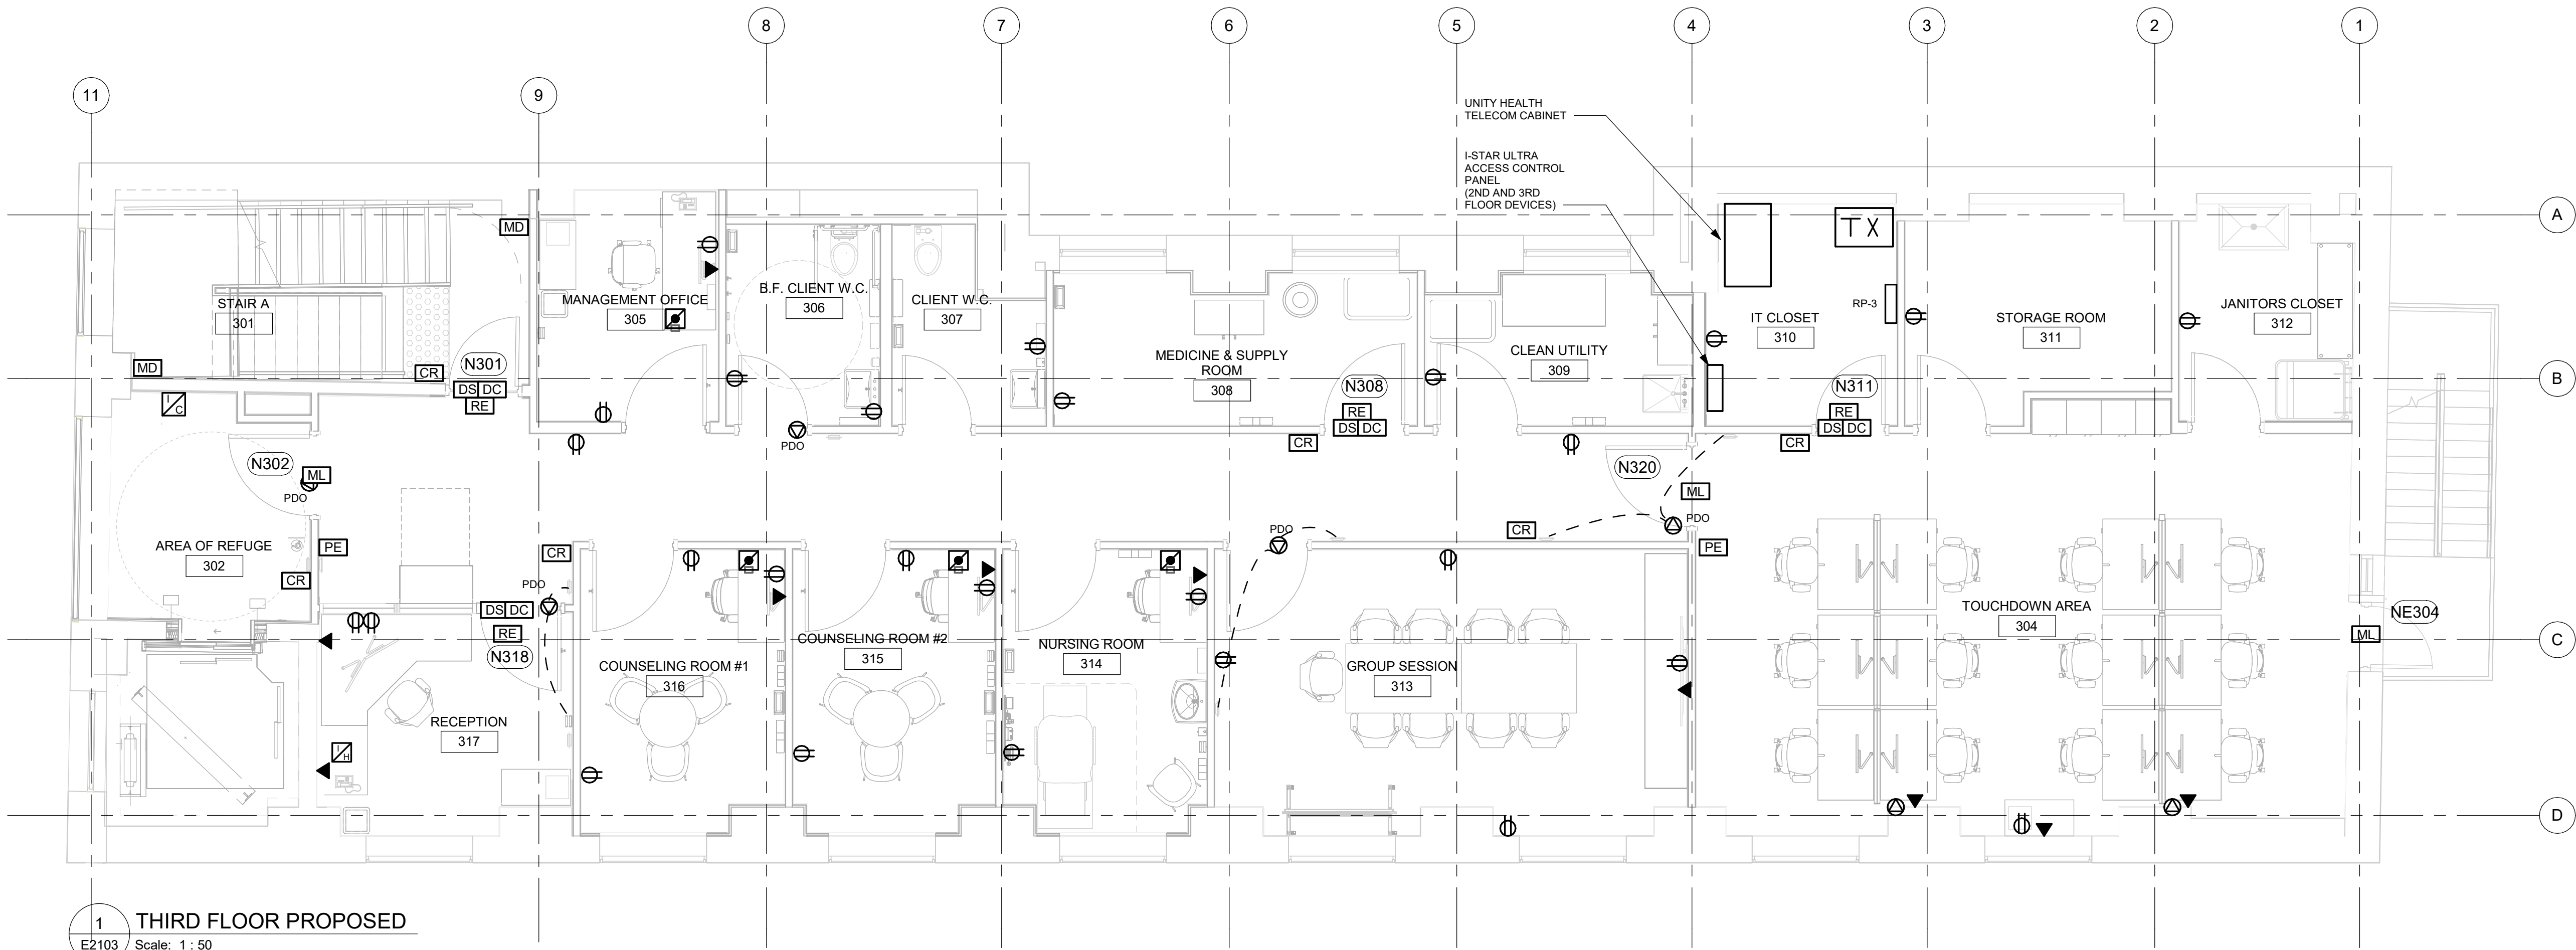 8
7
6
5
4
3
2
1
11
9
UNITY HEALTH
TELECOM CABINET
I-STAR ULTRA
ACCESS CONTROL
PANEL
(2ND AND 3RD
FLOOR DEVICES)
A
B
C
D
MD
TX
STAIR A
301
MANAGEMENT OFFICE
305
B.F. CLIENT W.C.
306
CLIENT W.C.
307
RP-3
IT CLOSET
310
STORAGE ROOM
311
JANITORS CLOSET
312
MEDICINE & SUPPLY
ROOM
308
CLEAN UTILITY
309
MD
CR
N301
DS DC
RE
I
C
N308
RE
DS DC
CR
N311
RE
DS DC
CR
PDO
N302
ML
PDO
N320
ML
PDO
CR
PDO
AREA OF REFUGE
302
PE
CR
CR
PE
PDO
DS DC
RE
N318
COUNSELING ROOM #1
316
COUNSELING ROOM #2
315
NURSING ROOM
314
GROUP SESSION
313
TOUCHDOWN AREA
304
NE304
ML
RECEPTION
317
I
H
1
E2103
THIRD FLOOR PROPOSED
Scale: 1 : 50